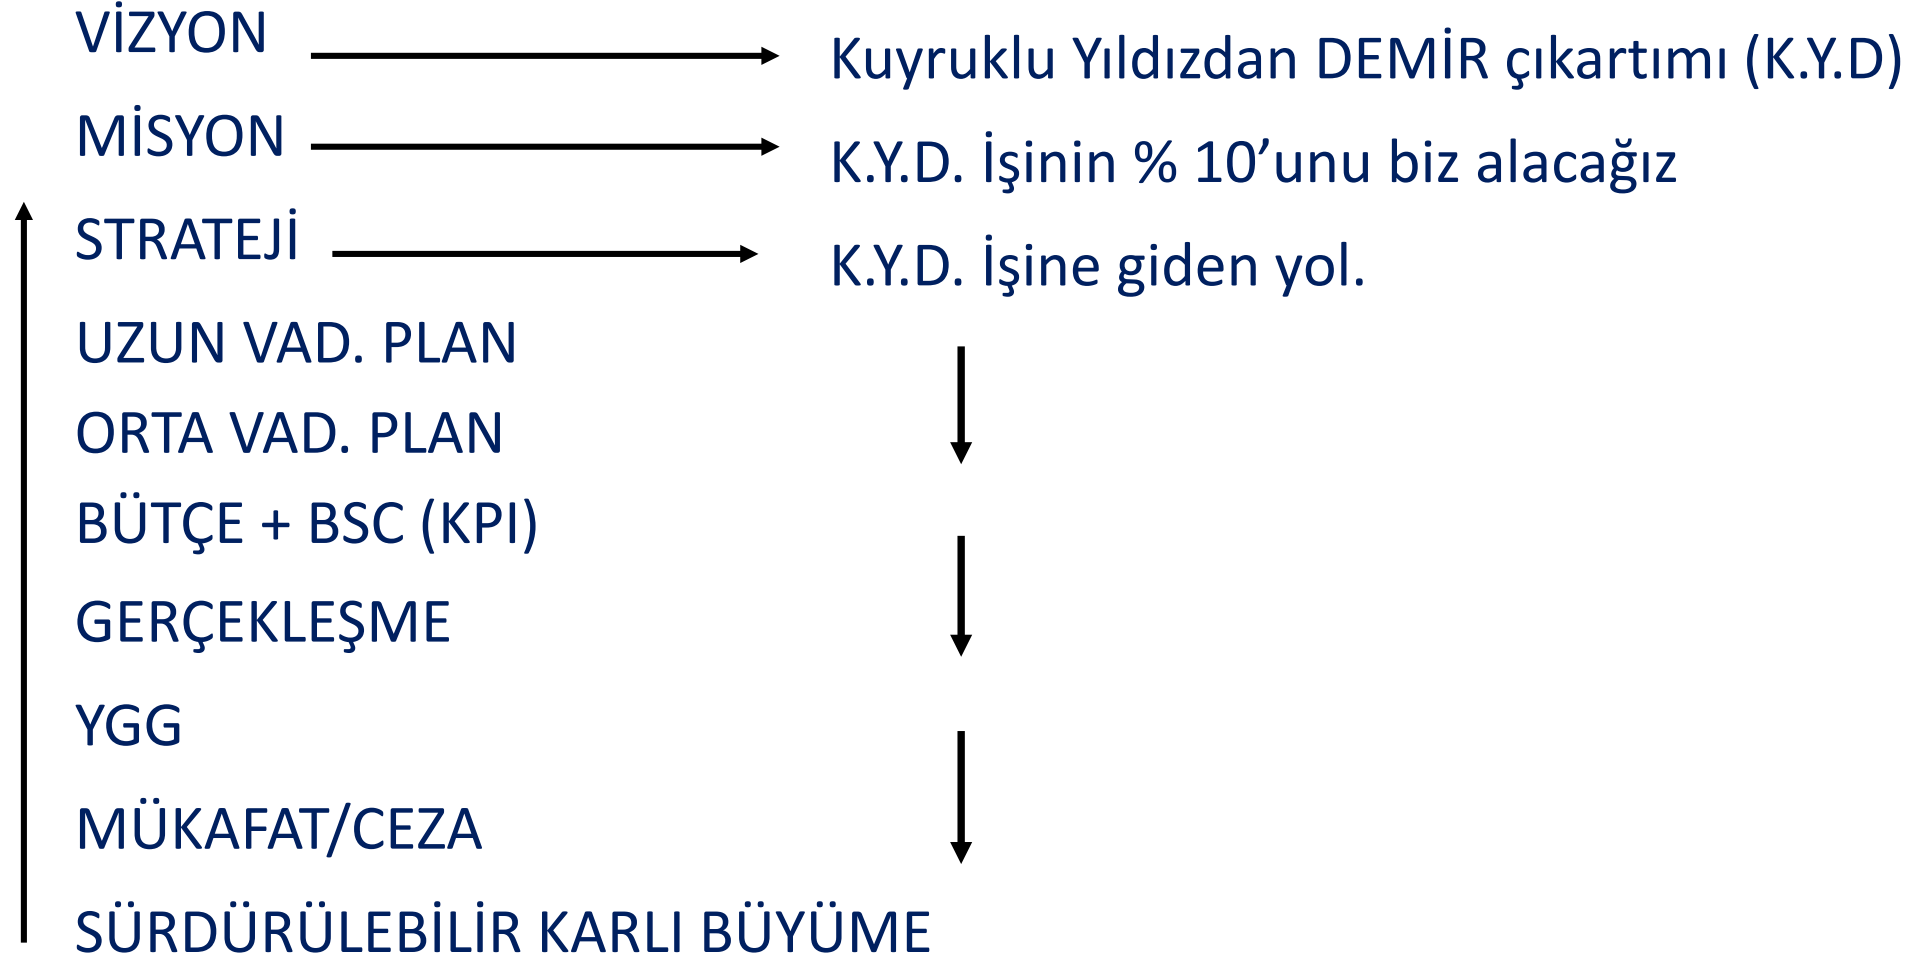 VİZYON
Kuyruklu Yıldızdan DEMİR çıkartımı (K.Y.D)
MİSYON
K.Y.D. İşinin % 10’unu biz alacağız
STRATEJİ
K.Y.D. İşine giden yol.
UZUN VAD. PLAN
ORTA VAD. PLAN
BÜTÇE + BSC (KPI)
GERÇEKLEŞME
YGG
MÜKAFAT/CEZA
SÜRDÜRÜLEBİLİR KARLI BÜYÜME